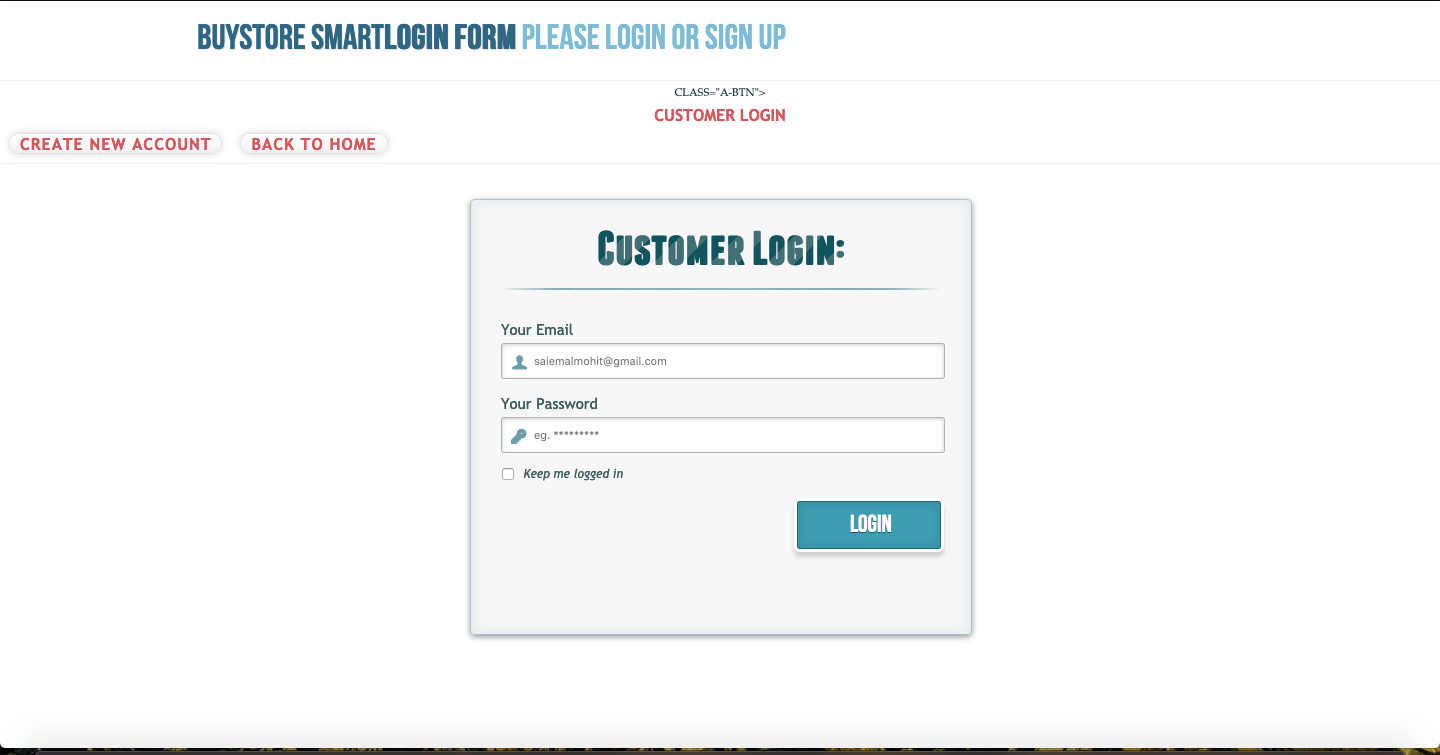 BUYSTORE SMARTLOGIN FORM PLEASE LOGIN OR SIGN UP
CLASS="A-BTN">
CUSTOMER LOGIN
CREATE NEW ACCOUNT BACK TO HOME
Customer Login:
Your Email
saiemalmohit@gmail.com
Your Password
eg. *********
Keep me logged in
LOGIN